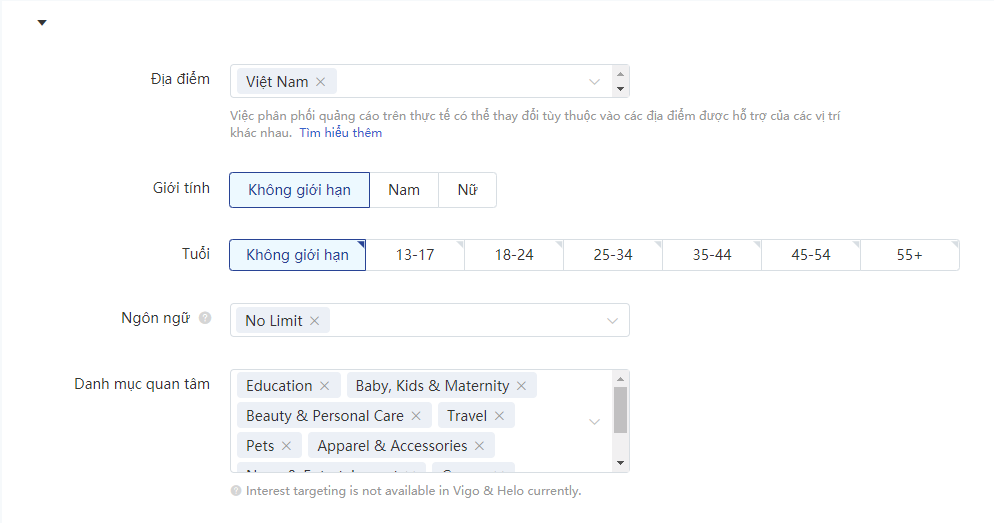 Địa điểm
Việt Nam
Việc phân phối quảng cáo trên thực tế có thể thay đổi tùy thuộc vào các địa điểm được hỗ trợ của các vị trí
khác nhau. Tìm hiểu thêm
Giới tính
Không giới hạn Nam Nữ
Tuổi
Không giới hạn 13-17 18-24 25-34 35-44 45-54 55+
Ngôn ngữ
No Limit
Danh mục quan tâm
Education Baby, Kids & Maternity
Beauty & Personal Care Travel
Pets Apparel & Accessories
Interest targeting is not available in Vigo & Helo currently.